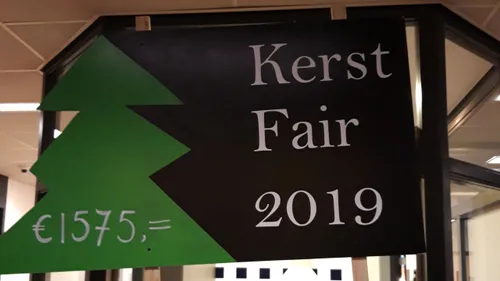 Kerst
Fair
2019
€1575,=